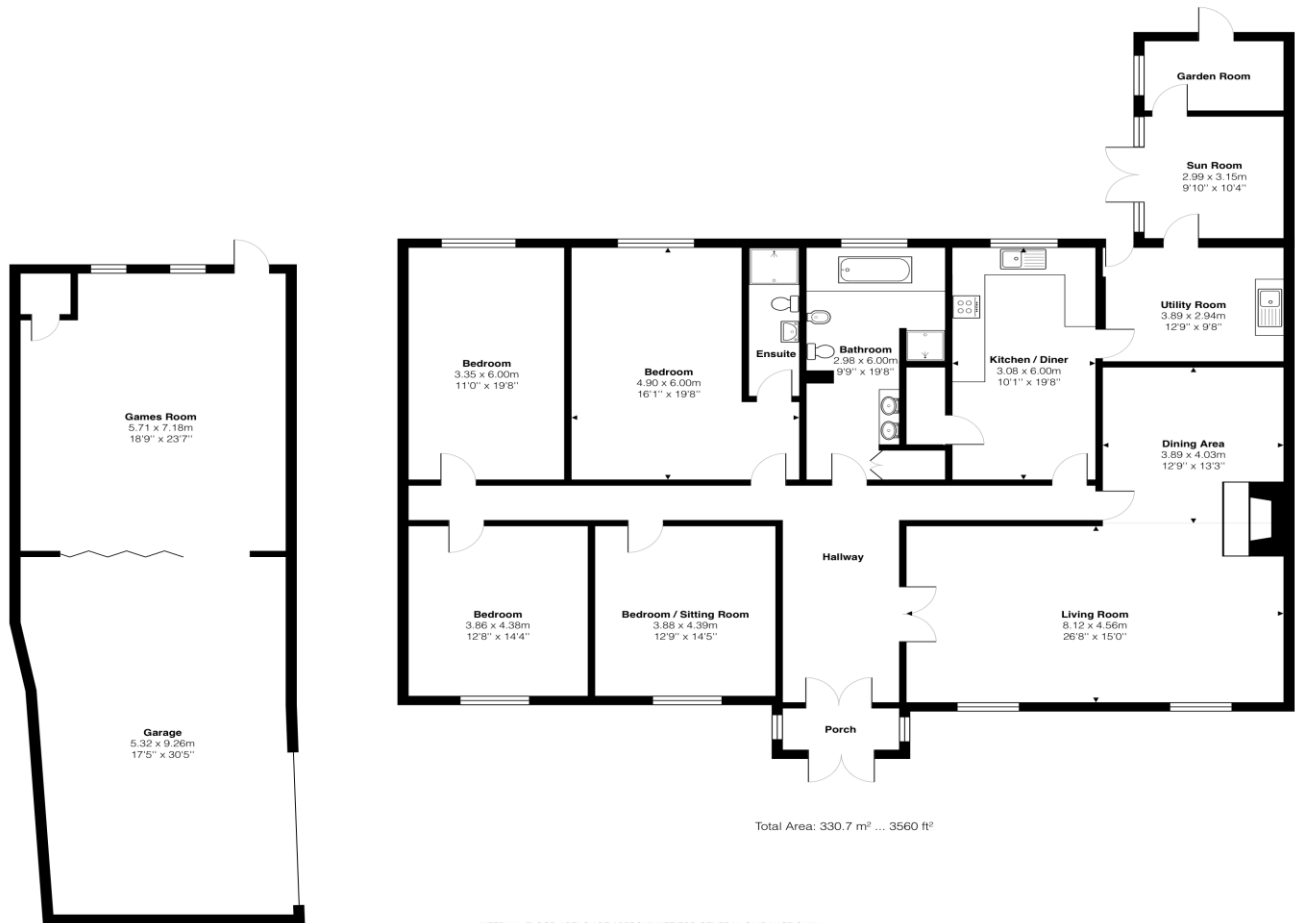 Garden Room
Sun Room
2.99 x 3.15m
9'10" x 10'4"
Utility Room
3.89 x 2.94m
12'9" x 9'8"
Bedroom
3.35 x 6.00m
11'0" x 19'8"
Bedroom
4.90 x 6.00m
16'1" x 19'8"
Ensuite
Bathroom
2.98 x 6.00m
9'9" x 19'8"
Kitchen / Diner
3.08 x 6.00m
10'1" x 19'8"
Games Room
5.71 x 7.18m
18'9" x 23'7"
Dining Area
3.89 x 4.03m
12'9" x 13'3"
Hallway
Bedroom
3.86 x 4.38m
12'8" x 14'4"
Bedroom / Sitting Room
3.88 x 4.39m
12'9" x 14'5"
Living Room
8.12 x 4.56m
26'8" x 15'0"
Garage
5.32 x 9.26m
17'5" x 30'5"
Porch
Total Area: 330.7 m² ... 3560 ft²